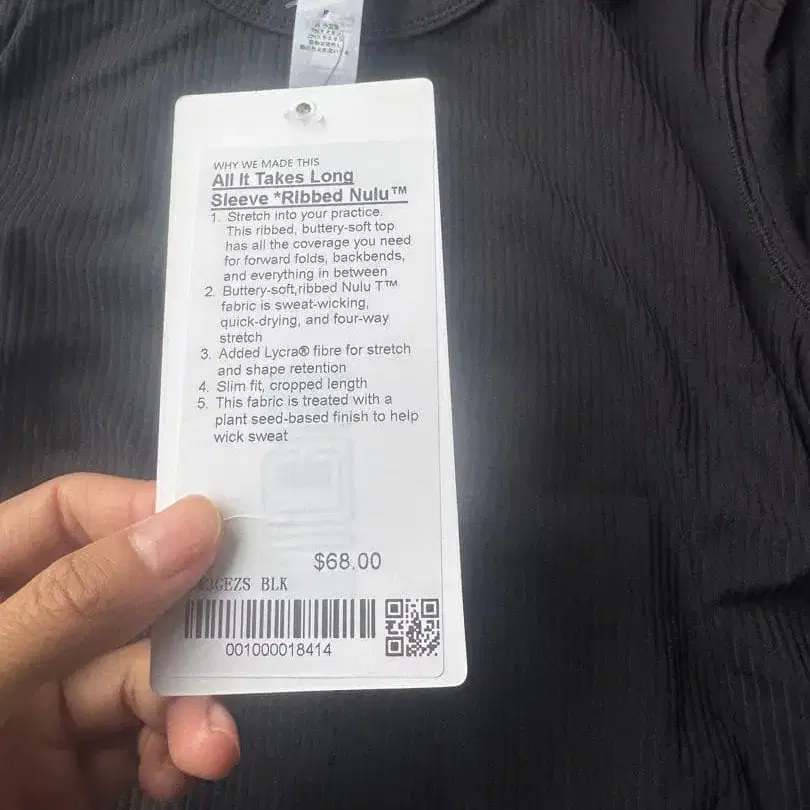 WHY WE MADE THIS
All It Takes Long
Sleeve *Ribbed Nulu™
1. Stretch into your practice.
This ribbed, buttery-soft top
has all the coverage you need
for forward folds, backbends,
and everything in between
2. Buttery-soft,ribbed Nulu T™
fabric is sweat-wicking,
quick-drying, and four-way
stretch
3. Added Lycra® fibre for stretch
and shape retention
4. Slim fit, cropped length
5. This fabric is treated with a
plant seed-based finish to help
wick sweat
$68.00
BLK
001000018414